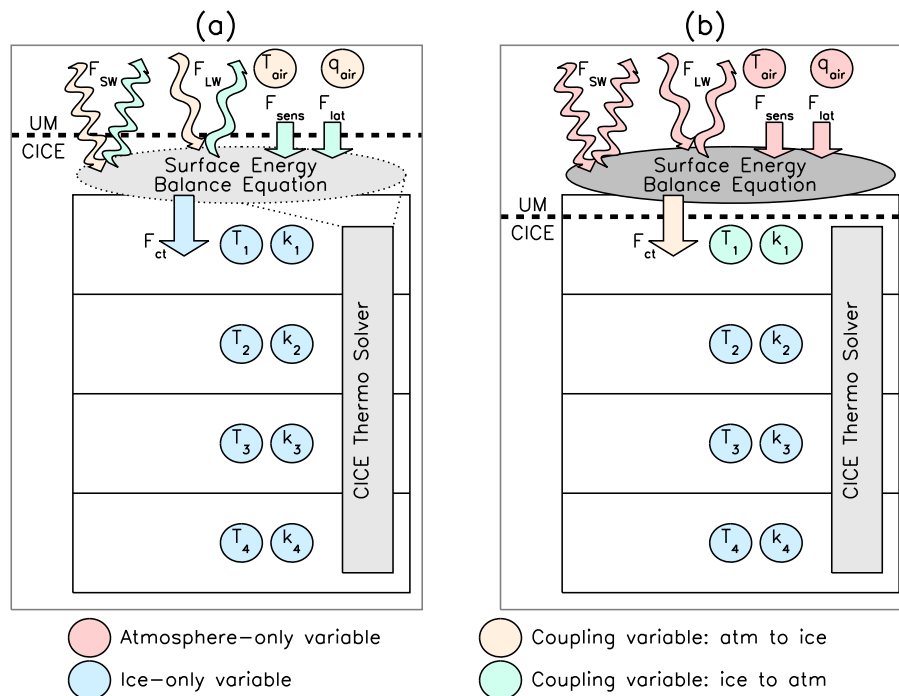 (a)
F SW
F LW
T air
q air
F sens
F lat
UM
CICE
Surface Energy
Balance Equation
F ct
T 1
k 1
T 2
k 2
T 3
k 3
T 4
k 4
CICE Thermo Solver
(b)
F SW
F LW
T air
q air
F sens
F lat
Surface Energy
Balance Equation
UM
CICE
F ct
T 1
k 1
T 2
k 2
T 3
k 3
T 4
k 4
CICE Thermo Solver
Atmosphere-only variable
Ice-only variable
Coupling variable: atm to ice
Coupling variable: ice to atm